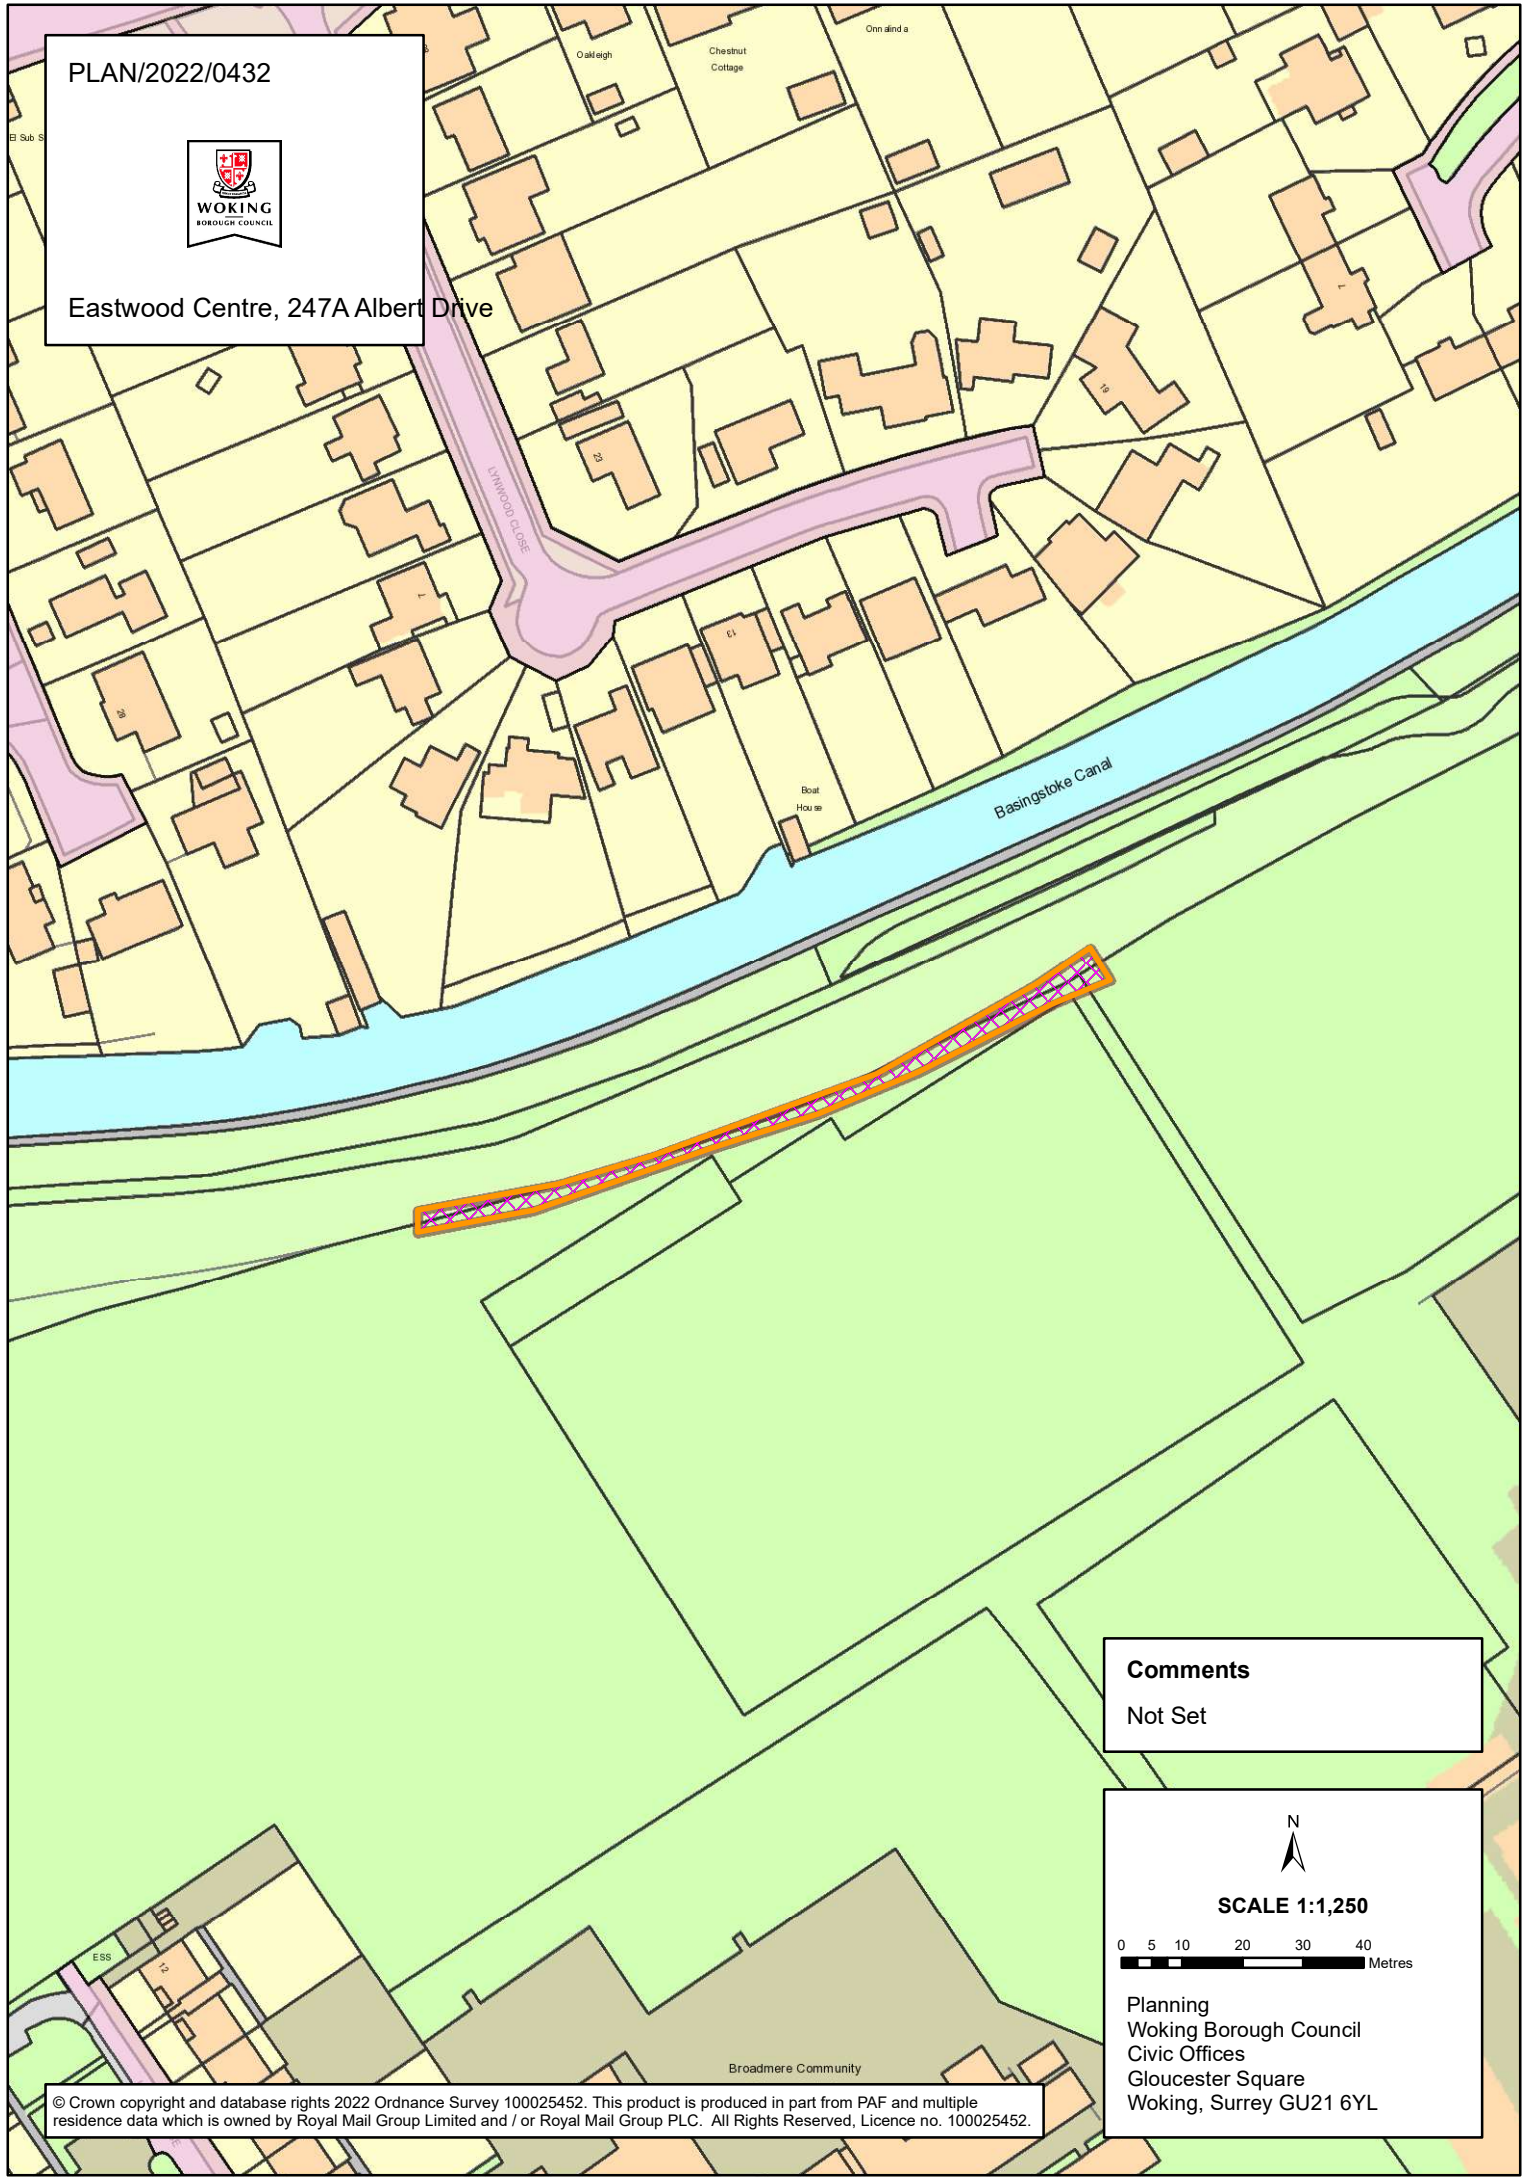 PLAN/2022/0432
WOKING
BOROUGH COUNCIL
Eastwood Centre, 247A Albert Drive
El Sub S
Oakleigh
Chestnut
Cottage
Onnalinda
7
19
23
LYNWOOD CLOSE
7
13
28
Boat
House
Basingstoke Canal
Comments
Not Set
N
SCALE 1:1,250
0 5 10 20 30 40
Metres
Planning
Woking Borough Council
Civic Offices
Gloucester Square
Woking, Surrey GU21 6YL
ESS
12
Broadmere Community
© Crown copyright and database rights 2022 Ordnance Survey 100025452. This product is produced in part from PAF and multiple
residence data which is owned by Royal Mail Group Limited and / or Royal Mail Group PLC. All Rights Reserved, Licence no. 100025452.